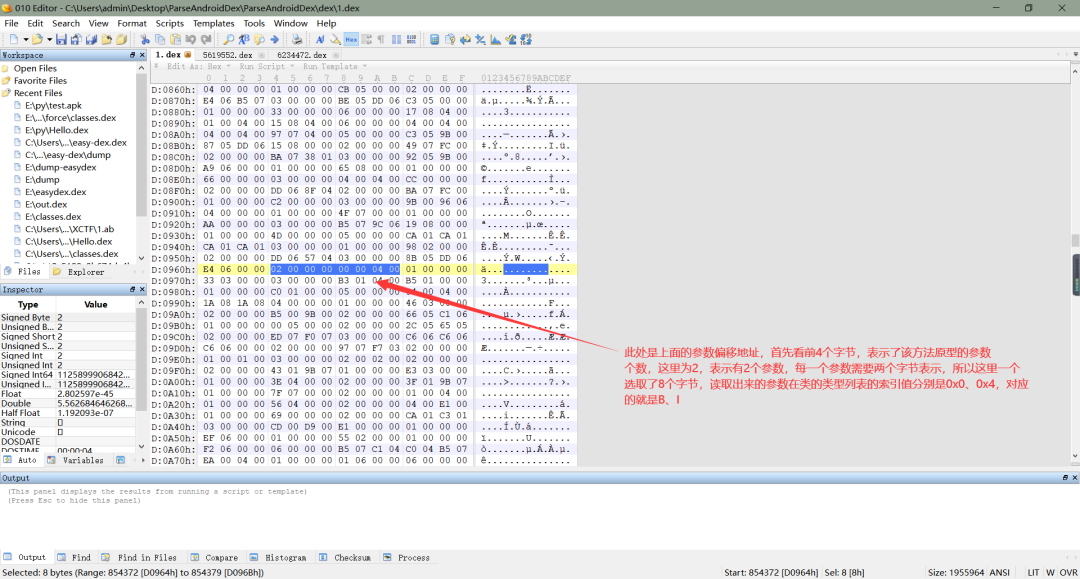 010 Editor - C:\Users\admin\Desktop\ParseAndroidDex\ParseAndroidDex\dex\1.dex
File Edit Search View Format Scripts Templates Tools Window Help
Workspace
Open Files
Favorite Files
Recent Files
E:\py\test.apk
E:\...\force\classes.dex
E:\py\Hello.dex
C:\Users\...\easy-dex.dex
C:\...\easy-dex\dump
E:\dump-easydex
E:\dump
E:\easydex.dex
E:\out.dex
E:\classes.dex
C:\Users\...\XCTF\1.ab
C:\Users\...\Hello.dex
C:\Users\...\classes.dex
Files Explorer
Inspector
Type Value
Signed Byte 2
Unsigned B... 2
Signed Short 2
Unsigned S... 2
Signed Int 2
Unsigned Int 2
Signed Int64 1125899906842...
Unsigned I... 1125899906842...
Float 2.802597e-45
Double 5.562684646268...
Half Float 1.192093e-07
String
Unicode
DOSDATE
DOSTIME 00:00:04
Auto Variables
1.dex 5619552.dex 6234472.dex
Edit As: Hex Run Script Run Template
0 1 2 3 4 5 6 7 8 9 A B C D E F 0123456789ABCDEF
D:0860h: 04 00 00 00 01 00 00 00 CB 05 00 00 02 00 00 00
D:0870h: E4 06 B5 07 03 00 00 00 BE 05 DD 06 C3 05 00 00
D:0880h: 01 00 00 00 33 00 00 00 06 00 00 00 17 08 04 00
D:0890h: 01 00 04 00 15 08 04 00 06 00 00 00 04 00 04 00
D:08A0h: 04 00 04 00 97 07 04 00 05 00 00 00 C3 05 9B 00
D:08B0h: 87 05 DD 06 15 08 00 00 02 00 00 00 49 07 FC 00
D:08C0h: 02 00 00 00 BA 07 38 01 03 00 00 00 92 05 9B 00
D:08D0h: A9 06 00 00 01 00 00 00 65 08 00 00 01 00 00 00
D:08E0h: 66 00 00 00 03 00 00 00 04 00 04 00 CC 00 00 00
D:08F0h: 02 00 00 00 DD 06 8F 04 02 00 00 00 BA 07 FC 00
D:0900h: 01 00 00 00 C2 00 00 00 03 00 00 00 9B 00 96 06
D:0910h: 04 00 00 00 01 00 00 00 4F 07 00 00 01 00 00 00
D:0920h: AA 00 00 00 03 00 00 00 B5 07 9C 06 19 08 00 00
D:0930h: 01 00 00 00 4D 00 00 00 05 00 00 00 CA 01 CA 01
D:0940h: CA 01 CA 01 03 00 00 00 01 00 00 00 98 02 00 00
D:0950h: 02 00 00 00 DD 06 57 04 03 00 00 00 8B 05 DD 06
D:0960h: E4 06 00 00 02 00 00 00 00 00 04 00 01 00 00 00
D:0970h: 33 03 00 00 03 00 00 00 B3 01 04 00 B5 01 00 00
D:0980h: 01 00 00 00 C0 01 00 00 05 00 00 00 04 00
D:0990h: 1A 08 1A 08 04 00 00 00 01 00 00 00 46 03 00 00
D:09A0h: 02 00 00 00 B5 00 9B 00 02 00 00 00 66 05 C1 06
D:09B0h: 01 00 00 00 00 05 00 00 02 00 00 00 2C 05 65 05
D:09C0h: 02 00 00 00 ED 07 F0 07 03 00 00 00 C6 06 C6 06
D:09D0h: C6 06 00 00 02 00 00 00 97 07 F7 03 02 00 00 00
D:09E0h: 01 00 01 00 03 00 00 00 02 00 02 00 02 00 00 00
D:09F0h: 02 00 00 00 43 01 9B 07 01 00 00 00 E3 03 00 00
D:0A00h: 01 00 00 00 3E 04 00 00 02 00 00 00 3F 01 9B 07
D:0A10h: 01 00 00 00 7F 07 00 00 02 00 00 00 01 00 04 00
D:0A20h: 01 00 00 00 56 04 00 00 02 00 00 00 04 00 E1 00
D:0A30h: 01 00 00 00 69 00 00 00 02 00 00 00 CA 01 C3 01
D:0A40h: 03 00 00 00 CD 00 D9 00 E1 00 00 00 01 00 00 00
D:0A50h: EF 06 00 00 01 00 00 00 55 02 00 00 01 00 00 00
D:0A60h: F2 06 00 00 06 00 00 00 B5 07 C1 04 C0 04 B5 07
D:0A70h: EA 00 04 00 01 00 00 00 01 06 00 00 06 00 00 00
此处是上面的参数偏移地址，首先看前4个字节，表示了该方法原型的参数
个数，这里为2，表示有2个参数，每一个参数需要两个字节表示，所以这里一个
选取了8个字节，读取出来的参数在类的类型列表的索引值分别是0x0、0x4，对应
的就是B、I
Output
(This panel displays the results from running a script or template)
(Press Esc to hide this panel)
Output Find Find in Files Compare Histogram Checksum Process
Selected: 8 bytes (Range: 854372 [D0964h] to 854379 [D096Bh]) Start: 854372 [D0964h] Sel: 8 [8h] Size: 1955964 ANSI LIT W OVR